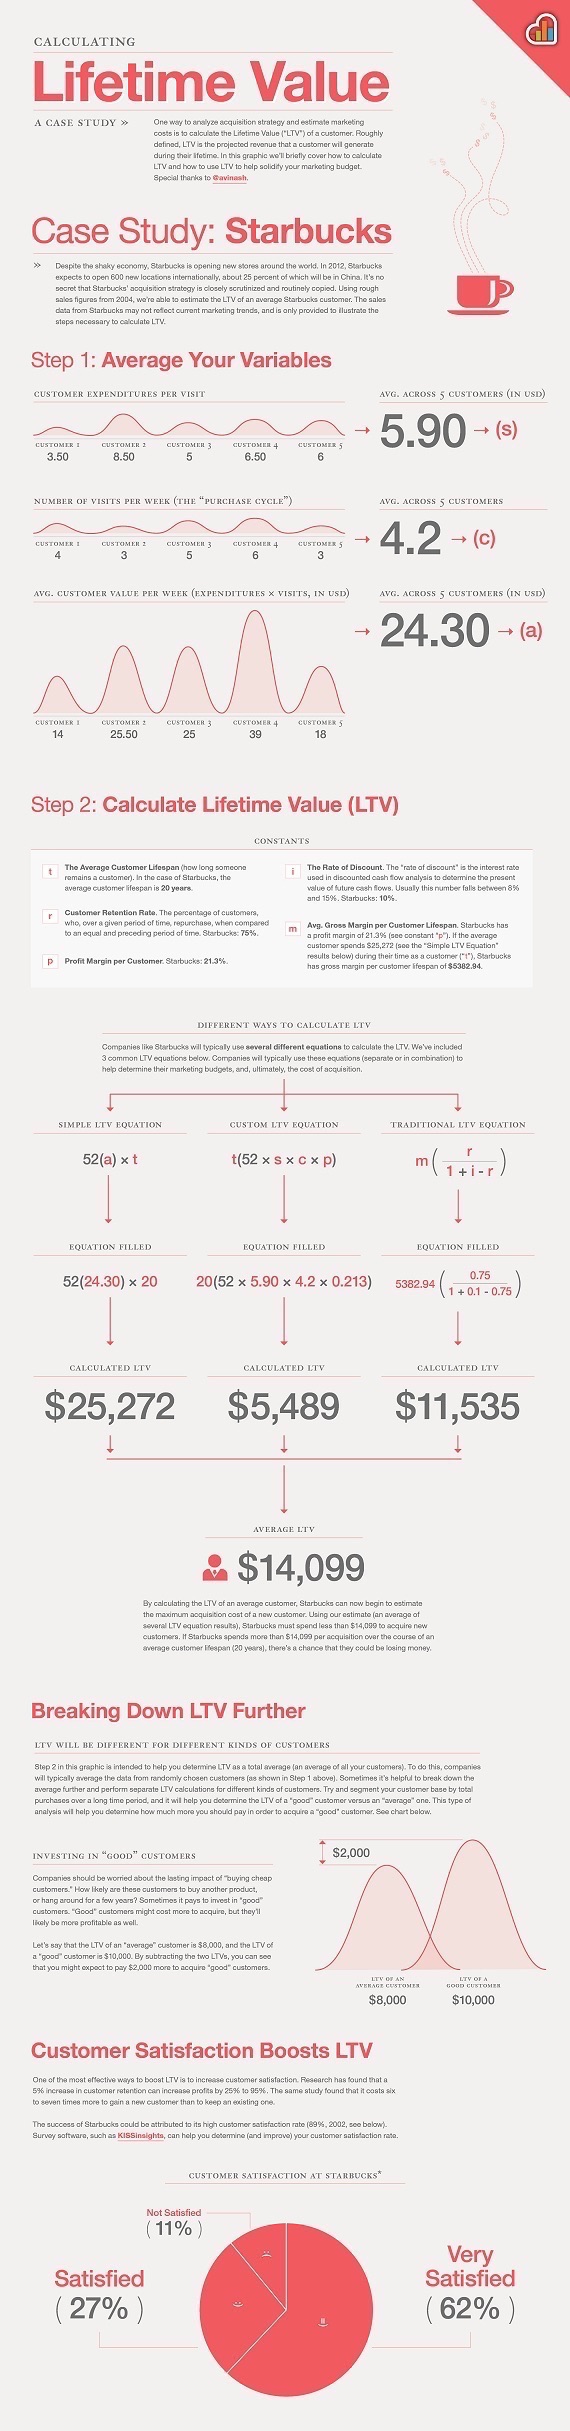 CALCULATING
Lifetime Value
A CASE STUDY »
One way to analyze acquisition strategy and estimate marketing
costs is to calculate the Lifetime Value ("LTV") of a customer. Roughly
defined, LTV is the projected revenue that a customer will generate
during their lifetime. In this graphic we'll briefly cover how to calculate
LTV and how to use LTV to help solidify your marketing budget.
Special thanks to @avinash.
Case Study: Starbucks
» Despite the shaky economy, Starbucks is opening new stores around the world. In 2012, Starbucks
expects to open 600 new locations internationally, about 25 percent of which will be in China. It's no
secret that Starbucks' acquisition strategy is closely scrutinized and routinely copied. Using rough
sales figures from 2004, we're able to estimate the LTV of an average Starbucks customer. The sales
data from Starbucks may not reflect current marketing trends, and is only provided to illustrate the
steps necessary to calculate LTV.
Step 1: Average Your Variables
CUSTOMER EXPENDITURES PER VISIT
CUSTOMER 1 CUSTOMER 2 CUSTOMER 3 CUSTOMER 4 CUSTOMER 5
3.50 8.50 5 6.50 6
AVG. ACROSS 5 CUSTOMERS (IN USD)
→ 5.90 → (s)
NUMBER OF VISITS PER WEEK (THE "PURCHASE CYCLE")
CUSTOMER 1 CUSTOMER 2 CUSTOMER 3 CUSTOMER 4 CUSTOMER 5
4 3 5 6 3
AVG. ACROSS 5 CUSTOMERS
→ 4.2 → (c)
AVG. CUSTOMER VALUE PER WEEK (EXPENDITURES × VISITS, IN USD)
CUSTOMER 1 CUSTOMER 2 CUSTOMER 3 CUSTOMER 4 CUSTOMER 5
14 25.50 25 39 18
AVG. ACROSS 5 CUSTOMERS (IN USD)
→ 24.30 → (a)
Step 2: Calculate Lifetime Value (LTV)
CONSTANTS
t The Average Customer Lifespan (how long someone
remains a customer). In the case of Starbucks, the
average customer lifespan is 20 years.
r Customer Retention Rate. The percentage of customers,
who, over a given period of time, repurchase, when compared
to an equal and preceding period of time. Starbucks: 75%.
p Profit Margin per Customer. Starbucks: 21.3%.
i The Rate of Discount. The "rate of discount" is the interest rate
used in discounted cash flow analysis to determine the present
value of future cash flows. Usually this number falls between 8%
and 15%. Starbucks: 10%.
m Avg. Gross Margin per Customer Lifespan. Starbucks has
a profit margin of 21.3% (see constant "p"). If the average
customer spends $25,272 (see the "Simple LTV Equation"
results below) during their time as a customer ("t"), Starbucks
has gross margin per customer lifespan of $5382.94.
DIFFERENT WAYS TO CALCULATE LTV
Companies like Starbucks will typically use several different equations to calculate the LTV. We've included
3 common LTV equations below. Companies will typically use these equations (separate or in combination) to
help determine their marketing budgets, and, ultimately, the cost of acquisition.
SIMPLE LTV EQUATION
52(a) × t
EQUATION FILLED
52(24.30) × 20
CALCULATED LTV
$25,272
CUSTOM LTV EQUATION
t(52 × s × c × p)
EQUATION FILLED
20(52 × 5.90 × 4.2 × 0.213)
CALCULATED LTV
$5,489
TRADITIONAL LTV EQUATION
m ( r
1 + i - r )
EQUATION FILLED
5382.94 ( 0.75
1 + 0.1 - 0.75 )
CALCULATED LTV
$11,535
AVERAGE LTV
$14,099
By calculating the LTV of an average customer, Starbucks can now begin to estimate
the maximum acquisition cost of a new customer. Using our estimate (an average of
several LTV equation results), Starbucks must spend less than $14,099 to acquire new
customers. If Starbucks spends more than $14,099 per acquisition over the course of an
average customer lifespan (20 years), there's a chance that they could be losing money.
Breaking Down LTV Further
LTV WILL BE DIFFERENT FOR DIFFERENT KINDS OF CUSTOMERS
Step 2 in this graphic is intended to help you determine LTV as a total average (an average of all your customers). To do this, companies
will typically average the data from randomly chosen customers (as shown in Step 1 above). Sometimes it's helpful to break down the
average further and perform separate LTV calculations for different kinds of customers. Try and segment your customer base by total
purchases over a long time period, and it will help you determine the LTV of a "good" customer versus an "average" one. This type of
analysis will help you determine how much more you should pay in order to acquire a "good" customer. See chart below.
INVESTING IN "GOOD" CUSTOMERS
Companies should be worried about the lasting impact of "buying cheap
customers." How likely are these customers to buy another product,
or hang around for a few years? Sometimes it pays to invest in "good"
customers. "Good" customers might cost more to acquire, but they'll
likely be more profitable as well.
Let's say that the LTV of an "average" customer is $8,000, and the LTV of
a "good" customer is $10,000. By subtracting the two LTVs, you can see
that you might expect to pay $2,000 more to acquire "good" customers.
$2,000
LTV OF AN
AVERAGE CUSTOMER
$8,000
LTV OF A
GOOD CUSTOMER
$10,000
Customer Satisfaction Boosts LTV
One of the most effective ways to boost LTV is to increase customer satisfaction. Research has found that a
5% increase in customer retention can increase profits by 25% to 95%. The same study found that it costs six
to seven times more to gain a new customer than to keep an existing one.
The success of Starbucks could be attributed to its high customer satisfaction rate (89%, 2002, see below).
Survey software, such as KISSinsights, can help you determine (and improve) your customer satisfaction rate.
CUSTOMER SATISFACTION AT STARBUCKS*
Not Satisfied
( 11% )
Satisfied
( 27% )
Very
Satisfied
( 62% )